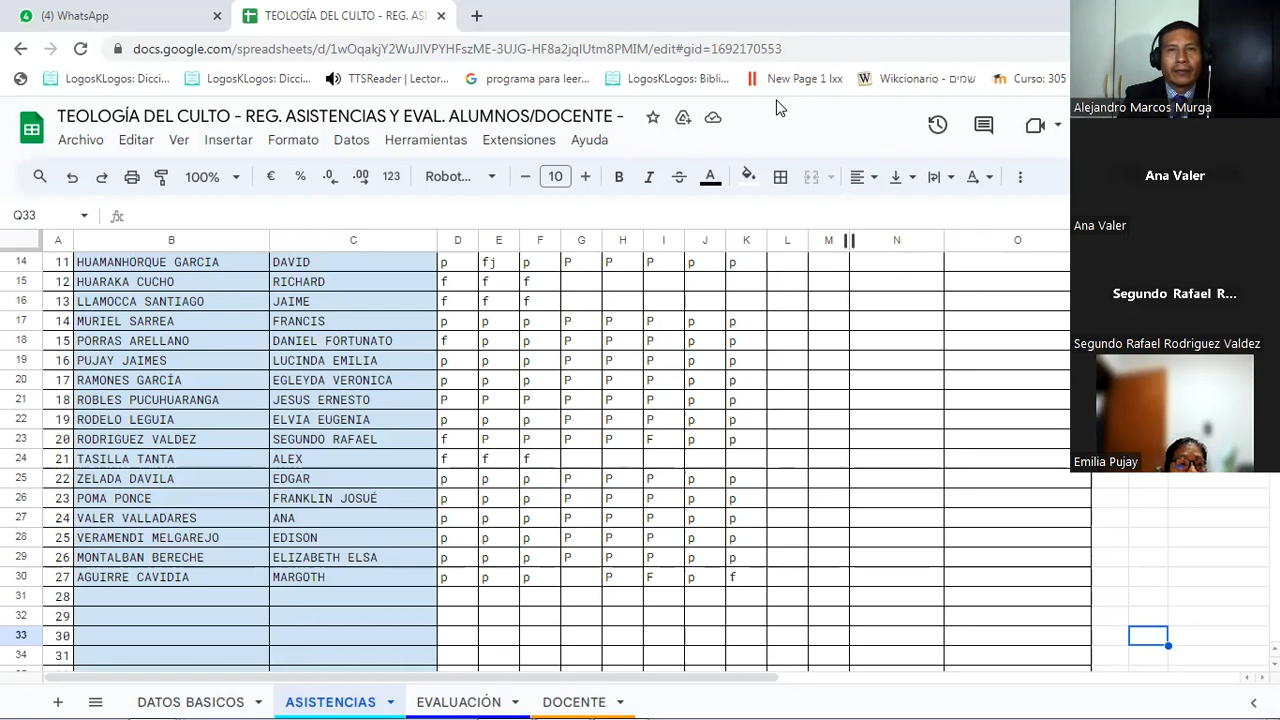 (4) WhatsApp
TEOLOGÍA DEL CULTO - REG. ASI
docs.google.com/spreadsheets/d/1wOqakjY2WuJIVPYHFszME-3UJG-HF8a2jqlUtm8PMIM/edit#gid=1692170553
LogosKLogos: Dicci... LogosKLogos: Dicci... TTSReader | Lector... programa para leer... LogosKLogos: Bibli... New Page 1 lxx Wikcionario - שמים... Curso: 305
TEOLOGÍA DEL CULTO - REG. ASISTENCIAS Y EVAL. ALUMNOS/DOCENTE -
Archivo Editar Ver Insertar Formato Datos Herramientas Extensiones Ayuda
100% € % .0 .00 123 Robot... 10 B I A
Q33 fx
A B C D E F G H I J K L M N O
14 11 HUAMANHORQUE GARCIA DAVID p fj p P P P p p
15 12 HUARAKA CUCHO RICHARD f f f
16 13 LLAMOCCA SANTIAGO JAIME f f f
17 14 MURIEL SARREA FRANCIS p p p P P P p p
18 15 PORRAS ARELLANO DANIEL FORTUNATO f p p P P P p p
19 16 PUJAY JAIMES LUCINDA EMILIA p p p P P P p p
20 17 RAMONES GARCÍA EGLEYDA VERONICA p p p P P P p p
21 18 ROBLES PUCUHUARANGA JESUS ERNESTO P P P P P P p p
22 19 RODELO LEGUIA ELVIA EUGENIA p p p P P P p p
23 20 RODRIGUEZ VALDEZ SEGUNDO RAFAEL f P P P P F p p
24 21 TASILLA TANTA ALEX f f f
25 22 ZELADA DAVILA EDGAR p p p P P P p p
26 23 POMA PONCE FRANKLIN JOSUÉ p p p P P P p p
27 24 VALER VALLADARES ANA p p p P P P p p
28 25 VERAMENDI MELGAREJO EDISON p p p P P P p p
29 26 MONTALBAN BERECHE ELIZABETH ELSA p p p P P P p p
30 27 AGUIRRE CAVIDIA MARGOTH p p p P F p f
31 28
32 29
33 30
34 31
DATOS BASICOS ASISTENCIAS EVALUACIÓN DOCENTE
Alejandro Marcos Murga
Ana Valer
Ana Valer
Segundo Rafael R...
Segundo Rafael Rodriguez Valdez
Emilia Pujay